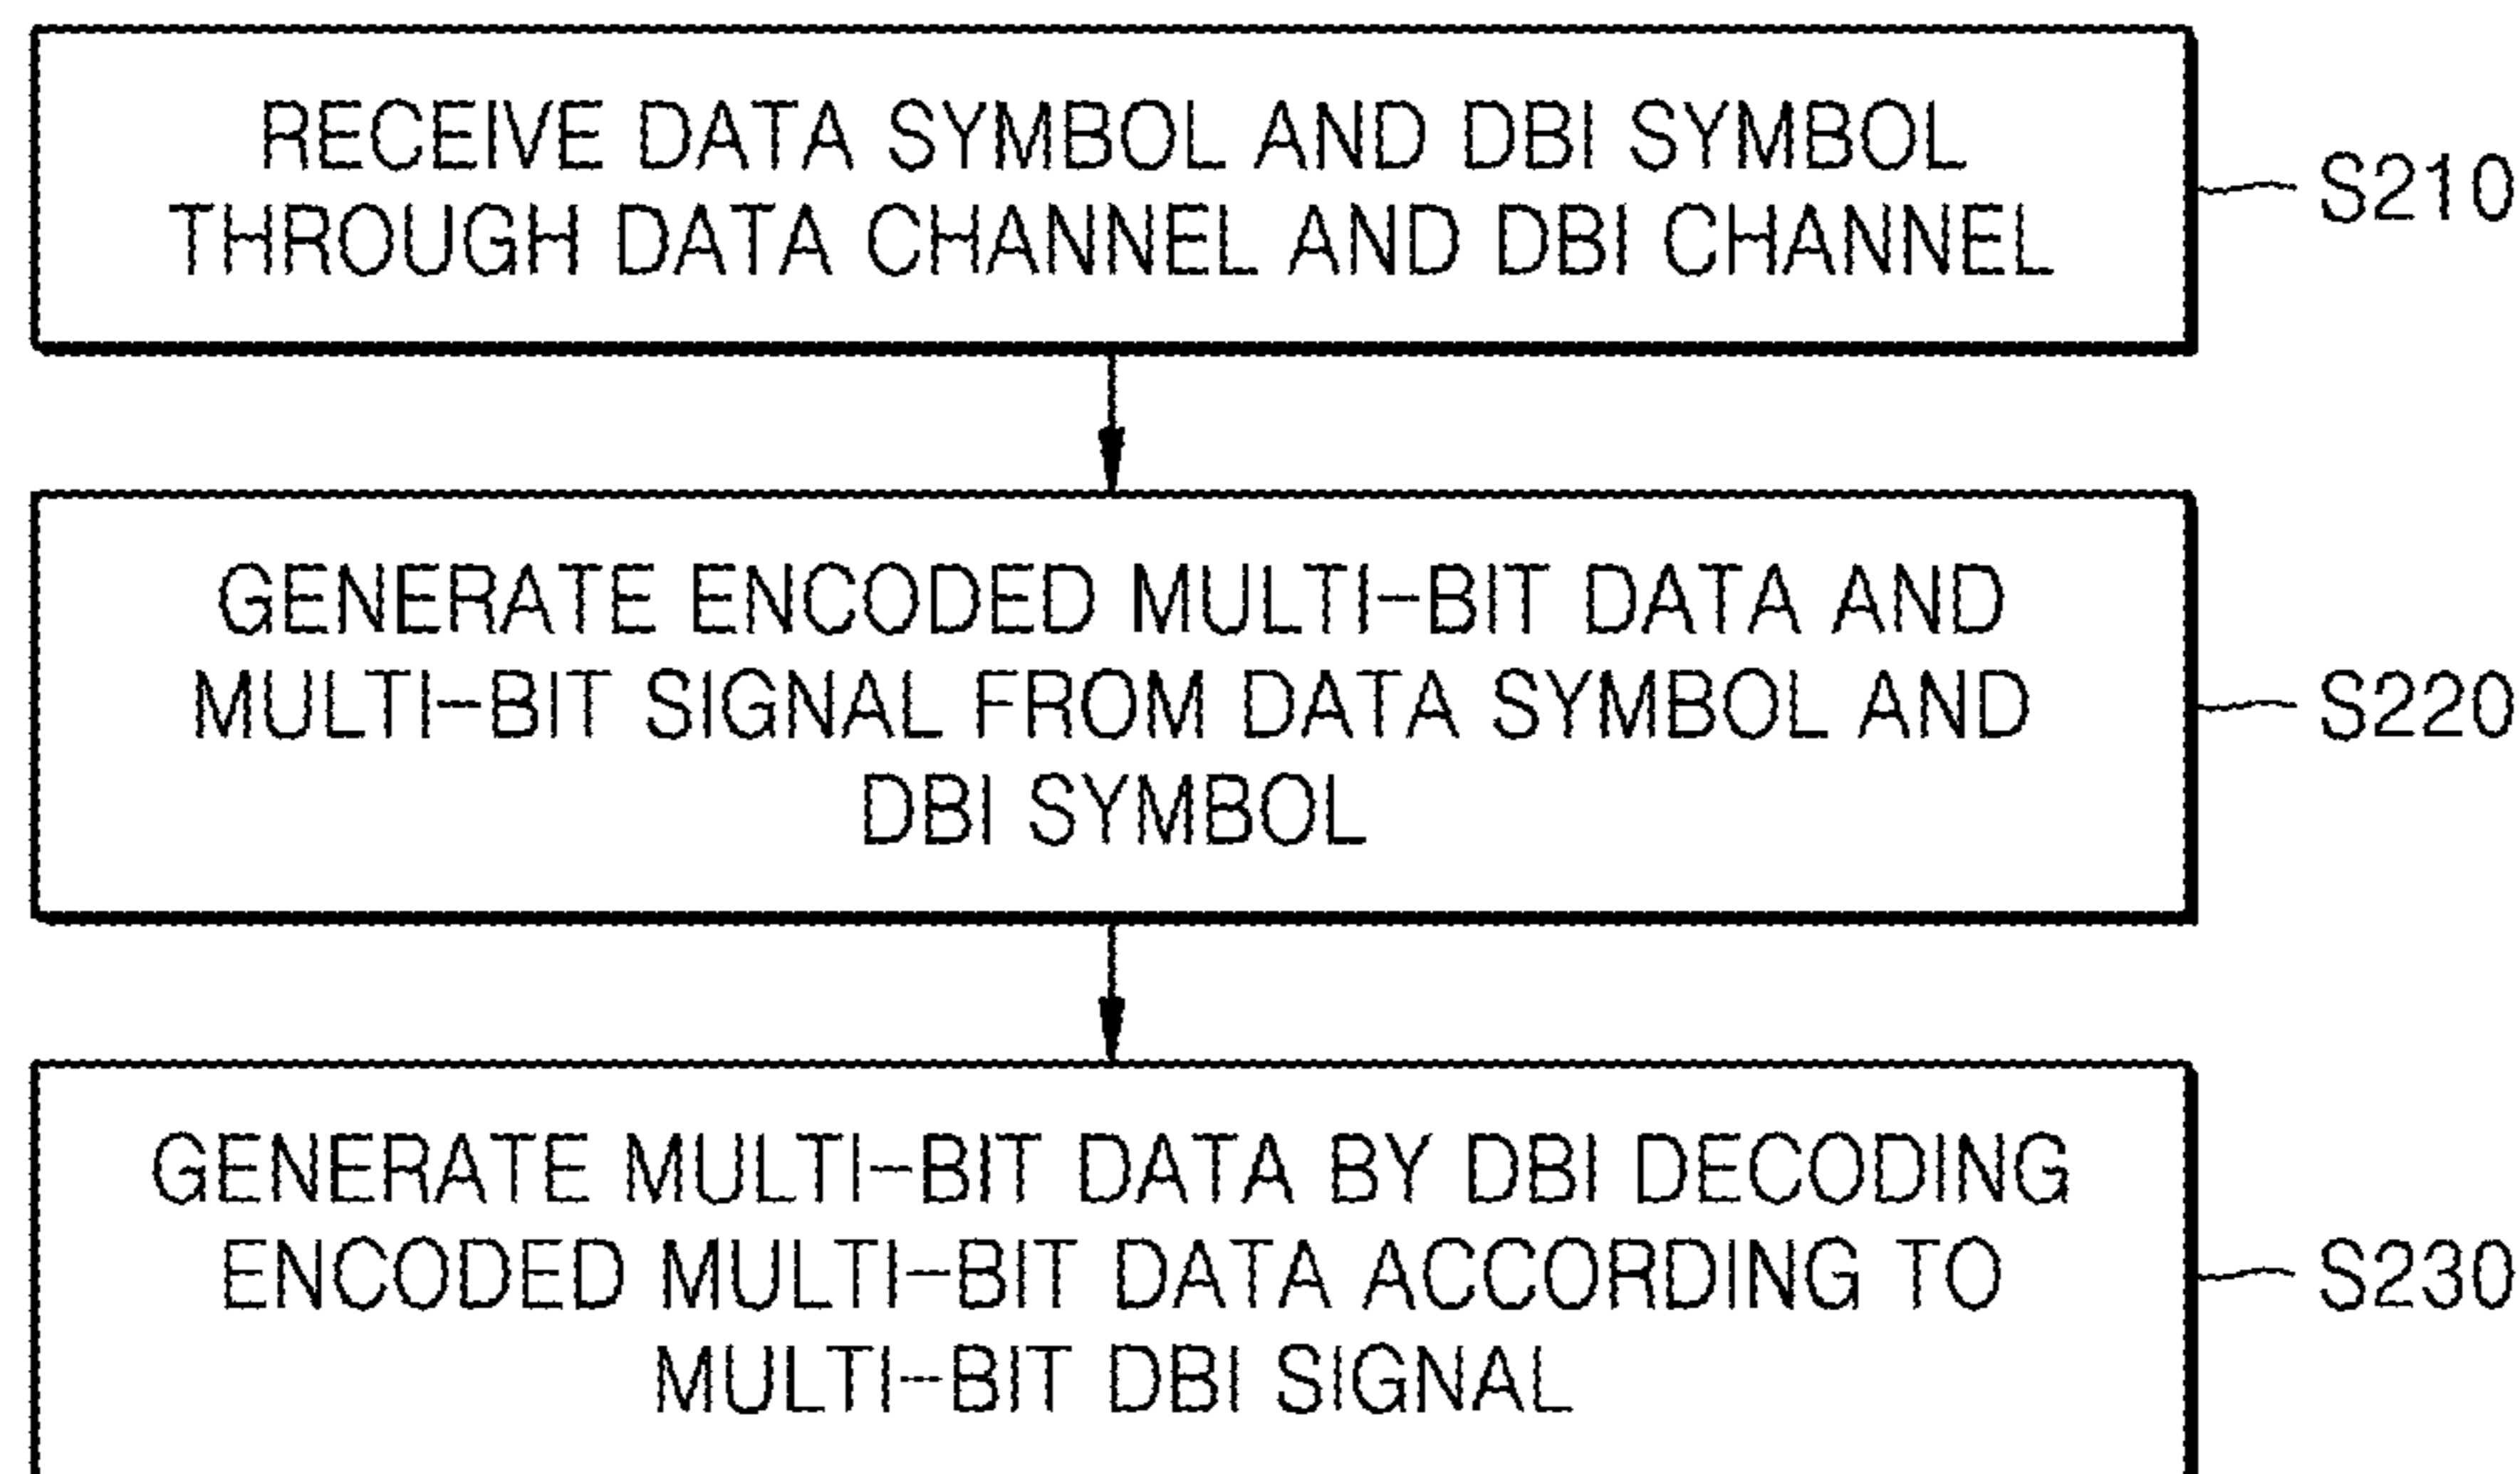 RECEIVE DATA SYMBOL AND DBI SYMBOL
THROUGH DATA CHANNEL AND DBI CHANNEL
S210
GENERATE ENCODED MULTI-BIT DATA AND
MULTI-BIT SIGNAL FROM DATA SYMBOL AND
DBI SYMBOL
S220
GENERATE MULTI-BIT DATA BY DBI DECODING
ENCODED MULTI-BIT DATA ACCORDING TO
MULTI-BIT DBI SIGNAL
S230